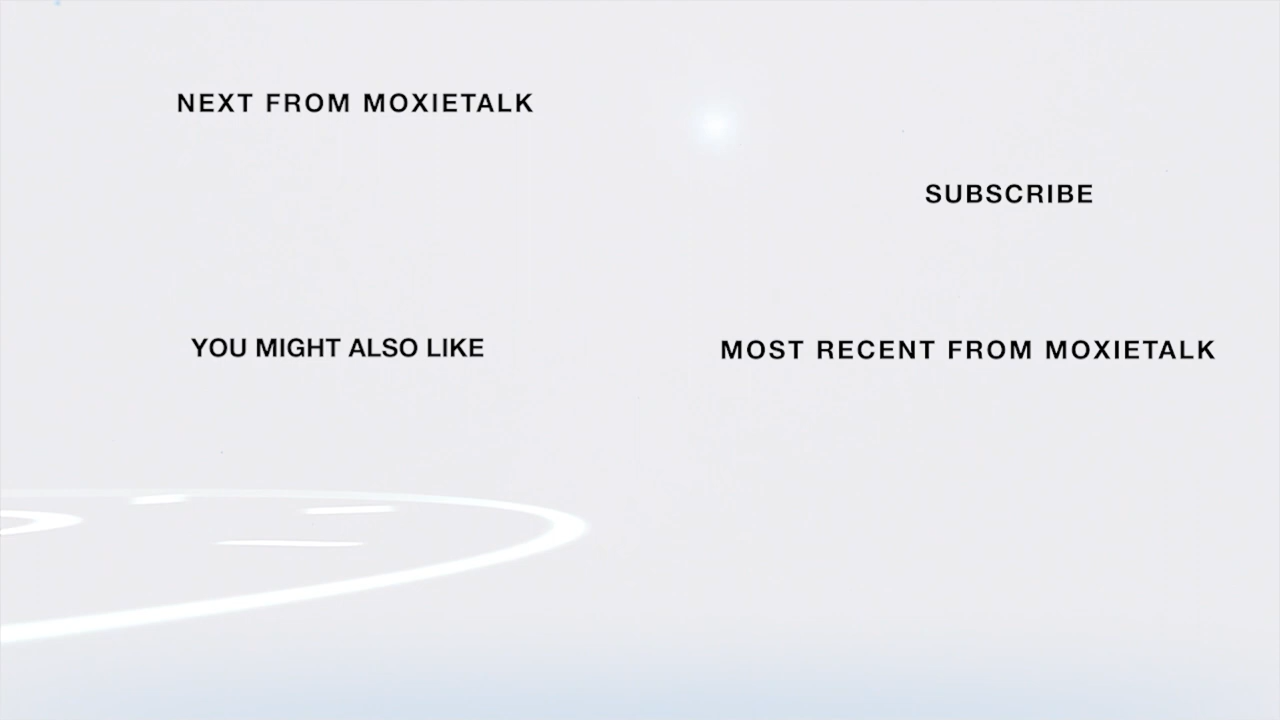 NEXT FROM MOXIETALK
SUBSCRIBE
YOU MIGHT ALSO LIKE
MOST RECENT FROM MOXIETALK